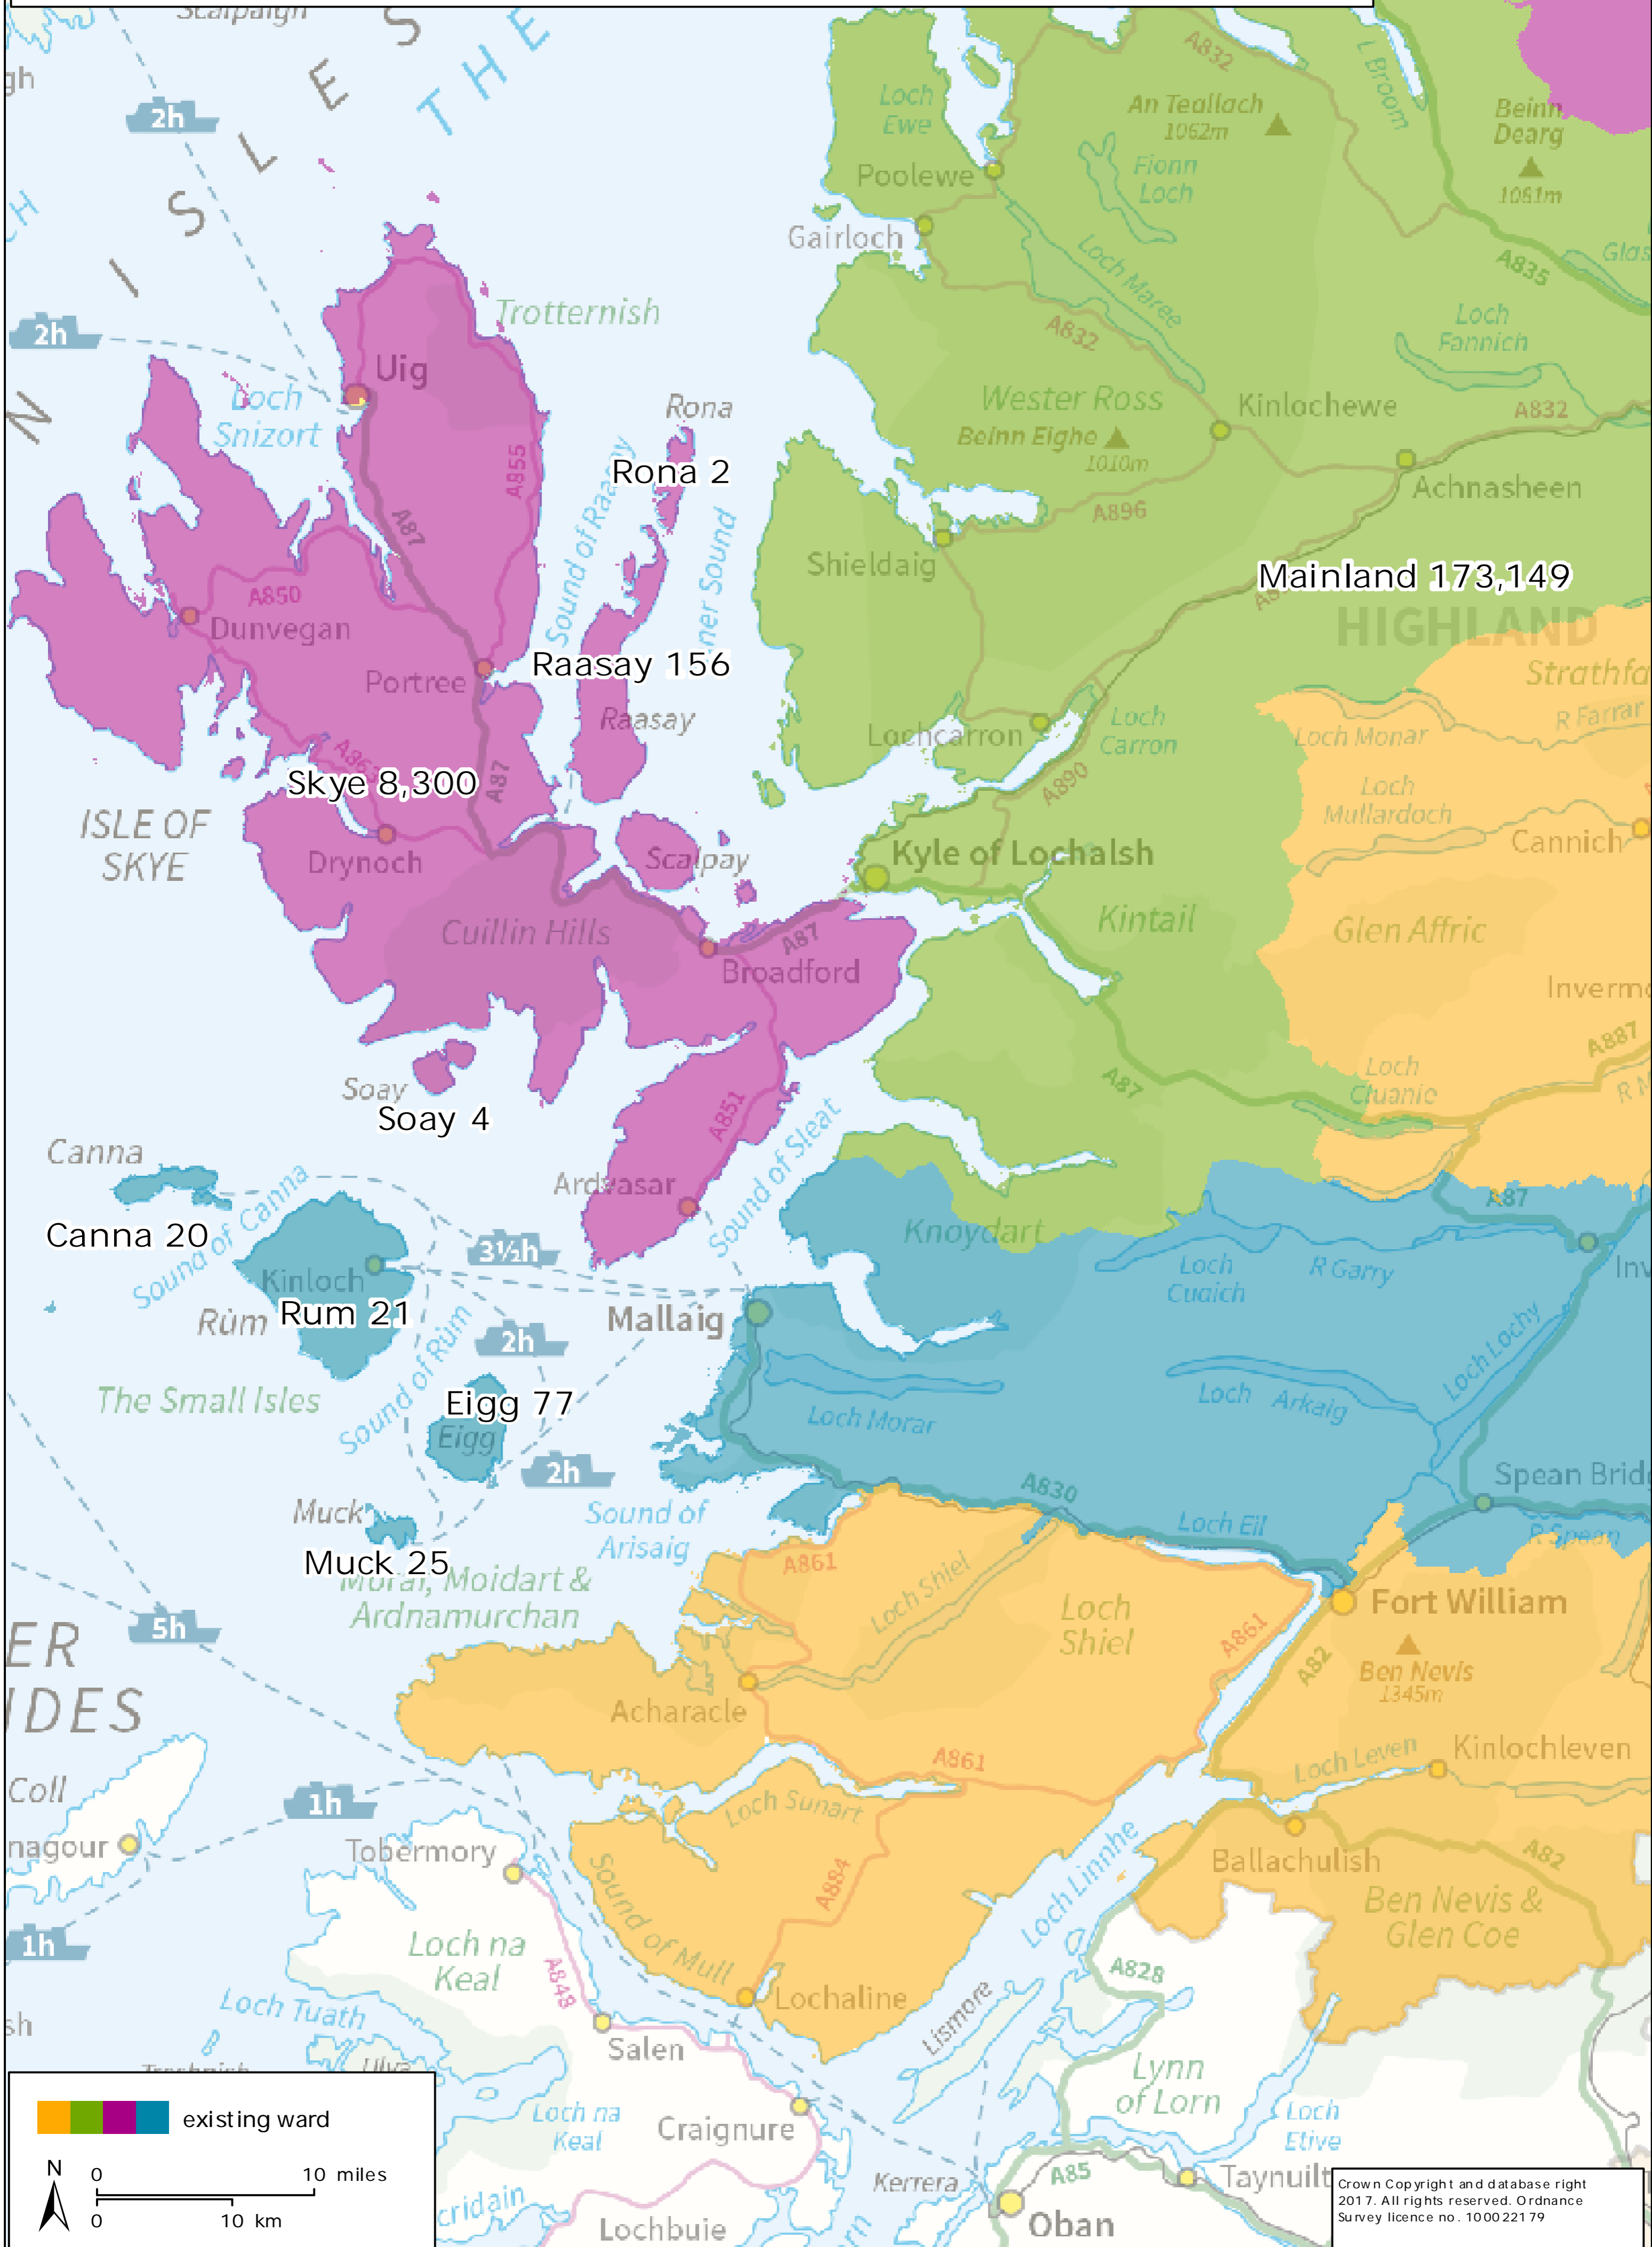 Scalpaigh
THE
ISLES
2h
Loch
Ewe
A832
L Broom
An Teallach
1062m
Beinn
Dearg
1081m
Poolewe
Fionn
Loch
Gairloch
Loch Maree
A835
2h
Trotternish
Uig
A832
Loch
Fannich
Loch
Snizort
Rona
Wester Ross
Kinlochewe
A832
Beinn Eighe
1010m
Rona 2
A855
Achnasheen
A87
A896
Sound of Raasay
Shieldaig
Mainland 173,149
HIGHLAND
A850
Dunvegan
Portree
Raasay 156
Raasay
R Farrar
Loch Monar
Lochcarron
Loch
Carron
A863
Skye 8,300
A87
A890
Loch
Mullardoch
Cannich
ISLE OF
SKYE
Drynoch
Scalpay
Kyle of Lochalsh
Cuillin Hills
A87
Kintail
Glen Affric
Broadford
A887
Soay
Soay 4
A851
A87
Loch
Cluanie
Canna
Sound of Sleat
Ardvasar
Canna 20
Sound of Canna
3½h
Knoydart
A87
Loch
Cuaich
R Garry
Kinloch
Rùm
Rum 21
Mallaig
2h
Sound of Rùm
The Small Isles
Eigg 77
Eigg
Loch Morar
Loch Arkaig
Loch Lochy
2h
A830
Muck
Sound of
Arisaig
Loch Eil
R Spean
Muck 25
Morar, Moidart &
Ardnamurchan
A861
Loch Shiel
Fort William
5h
Loch
Shiel
A861
A82
Ben Nevis
1345m
Acharacle
A861
Loch Leven
Kinlochleven
Coll
1h
Loch Sunart
Tobermory
A884
Loch Linnhe
Ballachulish
A82
Sound of Mull
Ben Nevis &
Glen Coe
1h
Loch na
Keal
A848
A828
Lochaline
Loch Tuath
Lismore
Salen
Ulva
Lynn
of Lorn
Loch na
Keal
Craignure
Loch
Etive
Kerrera
A85
Taynuilt
Lochbuie
Oban
existing ward
N
0 10 miles
0 10 km
Crown Copyright and database right
2017. All rights reserved. Ordnance
Survey licence no. 100022179